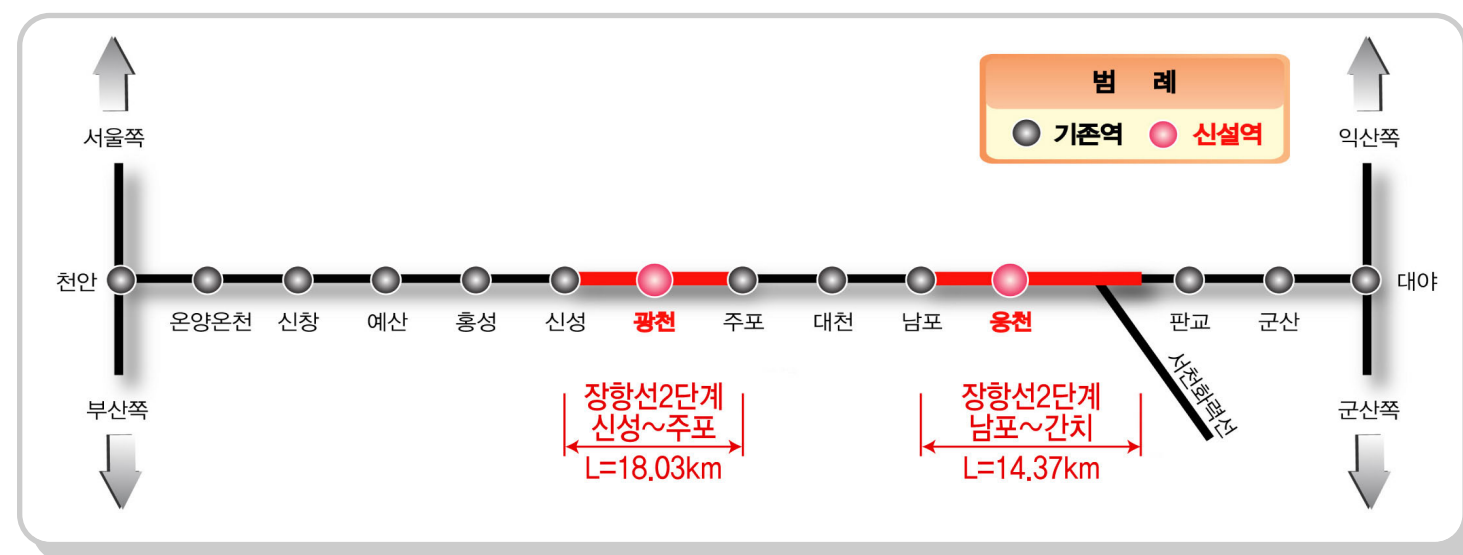 범 례
기존역 신설역
서울쪽
익산쪽
천안
대야
온양온천 신창 예산 홍성 신성 광천 주포 대천 남포 웅천 판교 군산
서천화력선
부산쪽
군산쪽
장항선2단계
신성~주포
L=18.03km
장항선2단계
남포~간치
L=14.37km